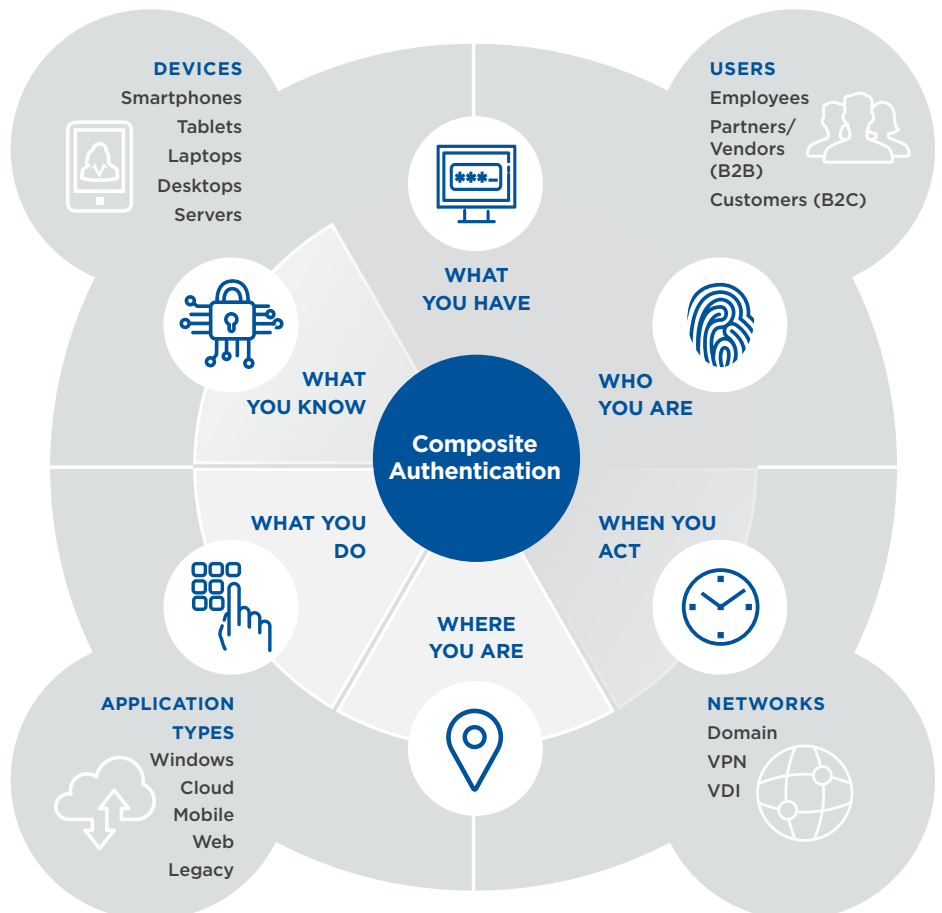 DEVICES
Smartphones
Tablets
Laptops
Desktops
Servers
USERS
Employees
Partners/
Vendors
(B2B)
Customers (B2C)
***_
WHAT
YOU HAVE
WHAT
YOU KNOW
WHO
YOU ARE
Composite
Authentication
WHAT YOU
DO
WHEN YOU
ACT
WHERE
YOU ARE
APPLICATION
TYPES
Windows
Cloud
Mobile
Web
Legacy
NETWORKS
Domain
VPN
VDI